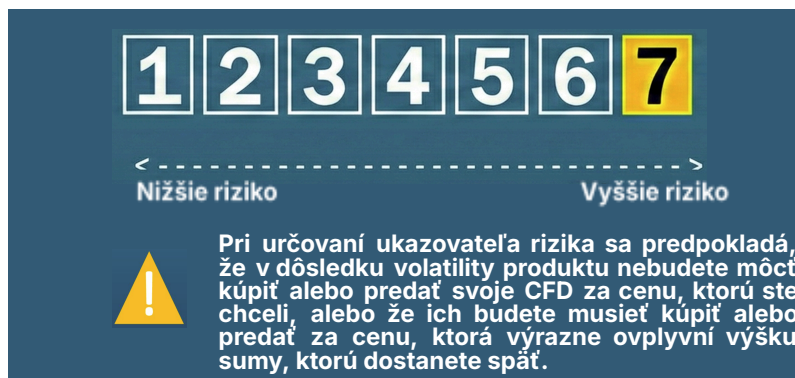 1 2 3 4 5 6 7
Nižšie riziko Vyššie riziko
Pri určovaní ukazovateľa rizika sa predpokladá,
že v dôsledku volatility produktu nebudete môcť
kúpiť alebo predať svoje CFD za cenu, ktorú ste
chceli, alebo že ich budete musieť kúpiť alebo
predať za cenu, ktorá výrazne ovplyvní výšku
sumy, ktorú dostanete späť.